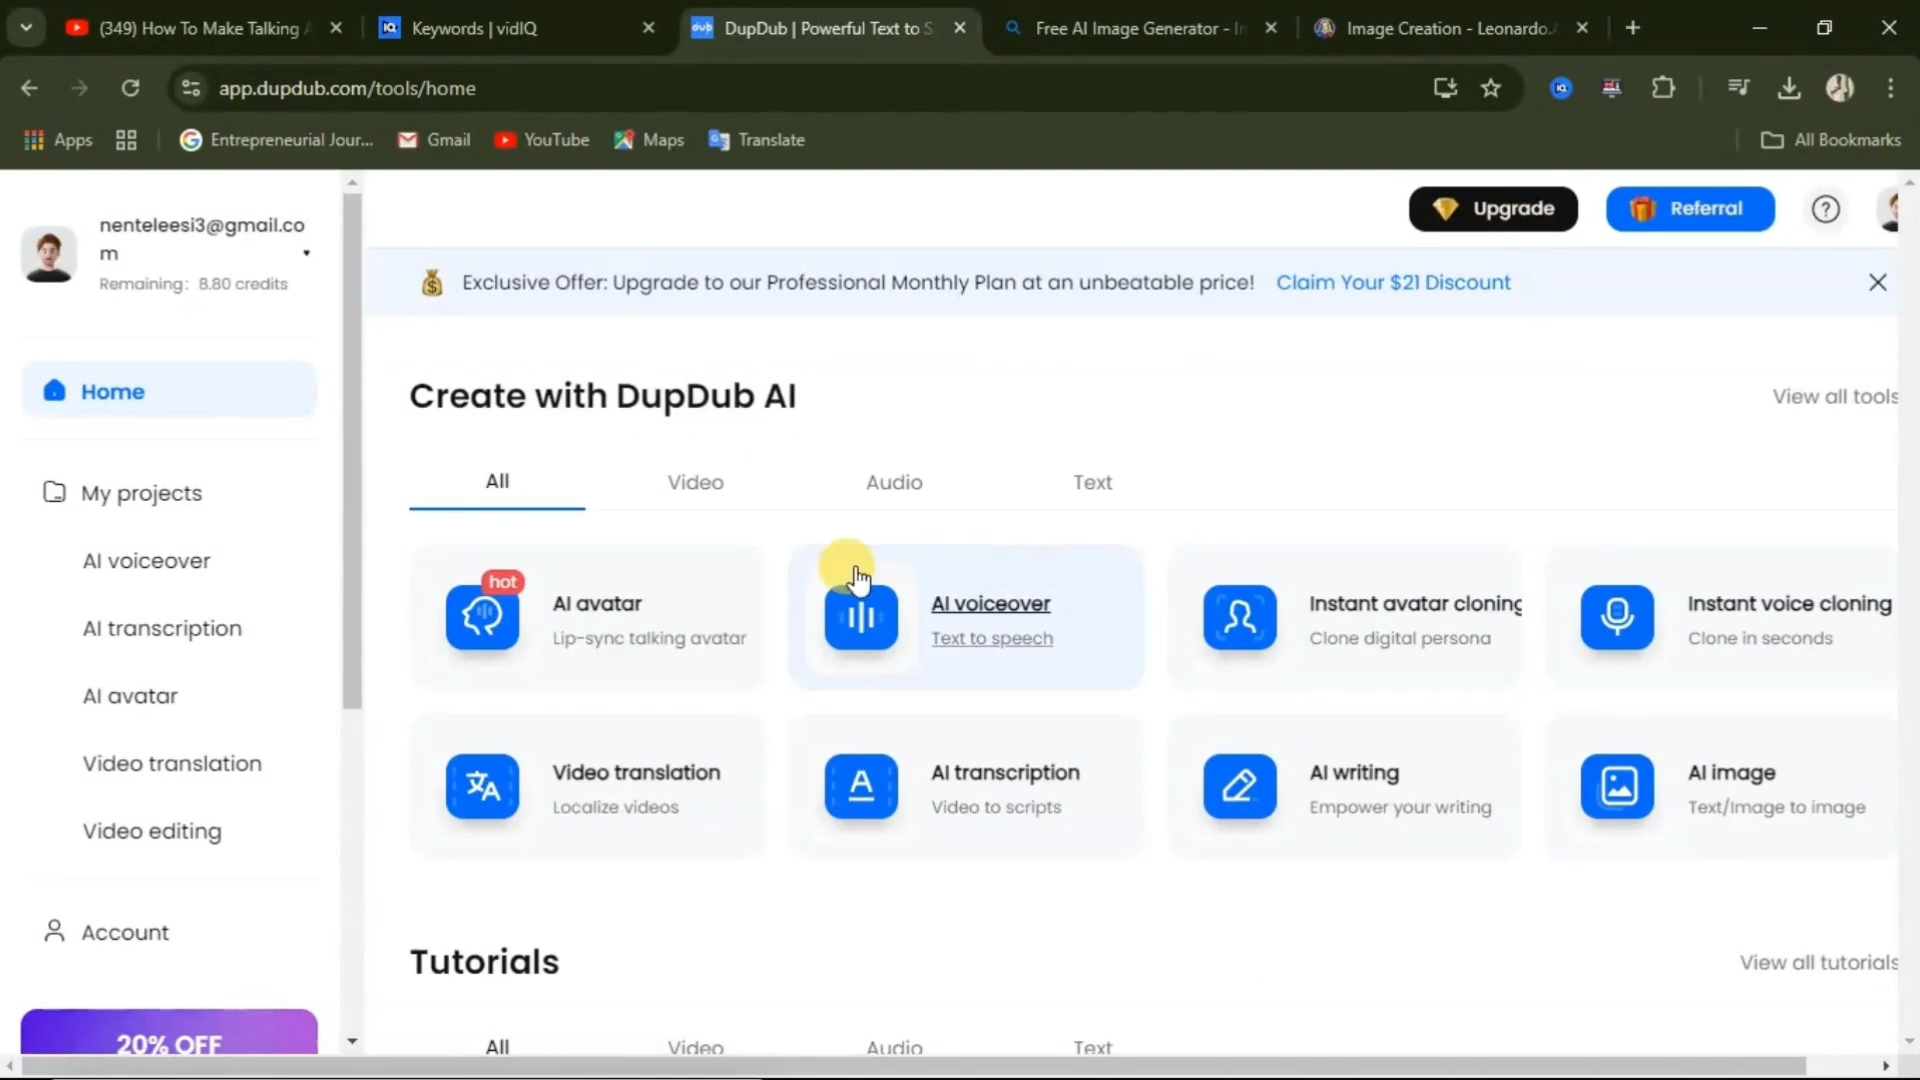 (349) How To Make Talking
Keywords | vidIQ
dub
DupDub | Powerful Text to S
Free AI Image Generator - In
Image Creation - Leonardo.
app.dupdub.com/tools/home
Apps
Entrepreneurial Jour...
Gmail
YouTube
Maps
Translate
All Bookmarks
nenteleesi3@gmail.co
m
Remaining: 8.80 credits
Upgrade
Referral
Exclusive Offer: Upgrade to our Professional Monthly Plan at an unbeatable price!
Claim Your $21 Discount
Home
My projects
AI voiceover
AI transcription
AI avatar
Video translation
Video editing
Account
20% OFF
Create with DupDub AI
View all tools
All
Video
Audio
Text
hot
AI avatar
Lip-sync talking avatar
AI voiceover
Text to speech
Instant avatar cloning
Clone digital persona
Instant voice cloning
Clone in seconds
Video translation
Localize videos
AI transcription
Video to scripts
AI writing
Empower your writing
AI image
Text/Image to image
Tutorials
View all tutorials
All
Video
Audio
Text